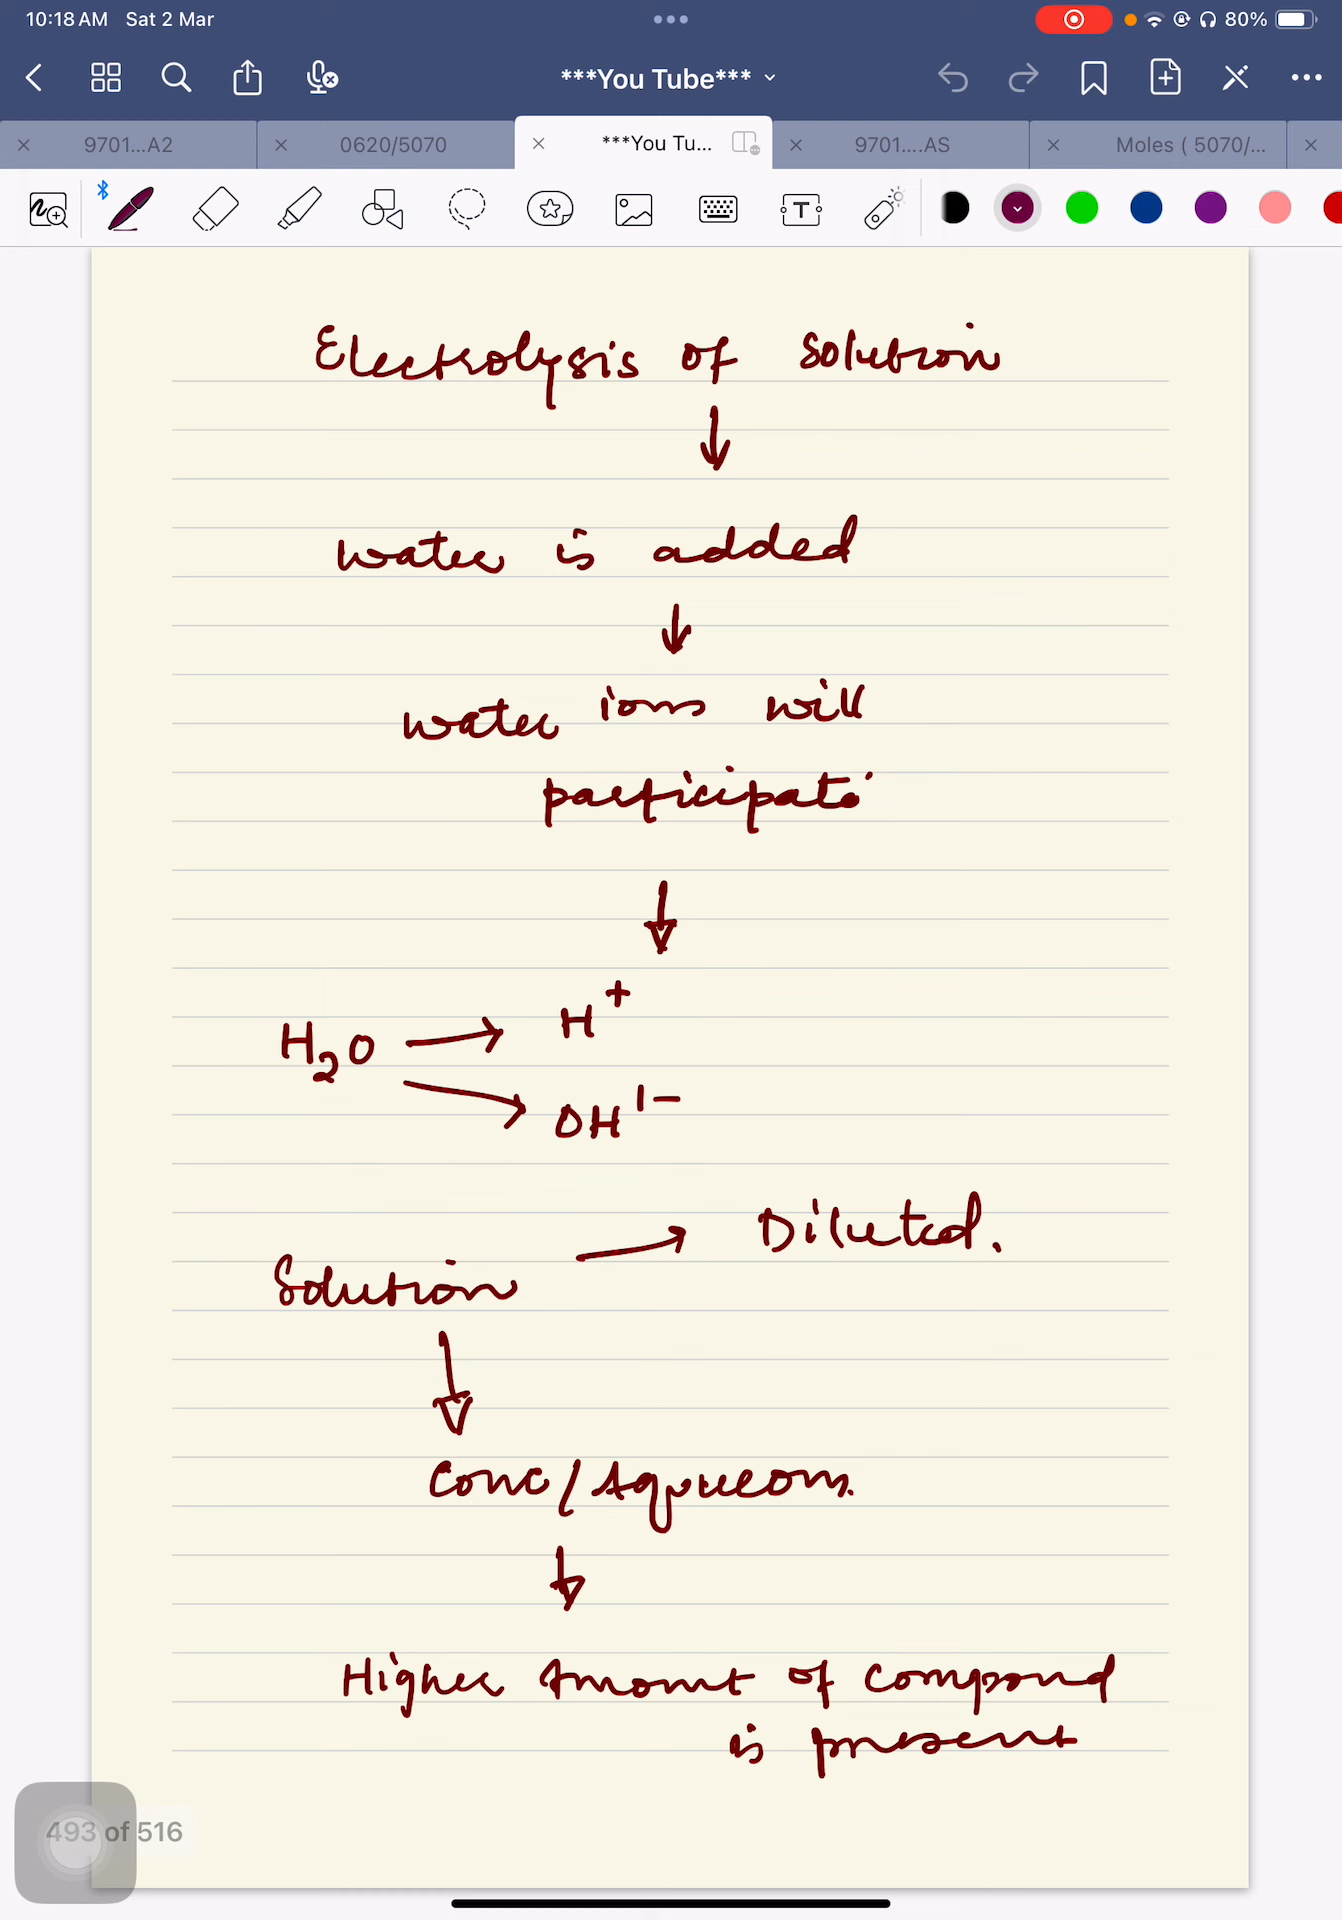 10:18 AM Sat 2 Mar
80%
***You Tube***
9701...A2
0620/5070
***You Tu...
9701....AS
Moles ( 5070/...
T
Electrolysis of solution
water is added
water ions will
participate
H₂O → H⁺
OH¹⁻
Solution → Diluted.
Conc/Aqueous.
Higher Amount of compound
is present
493 of 516